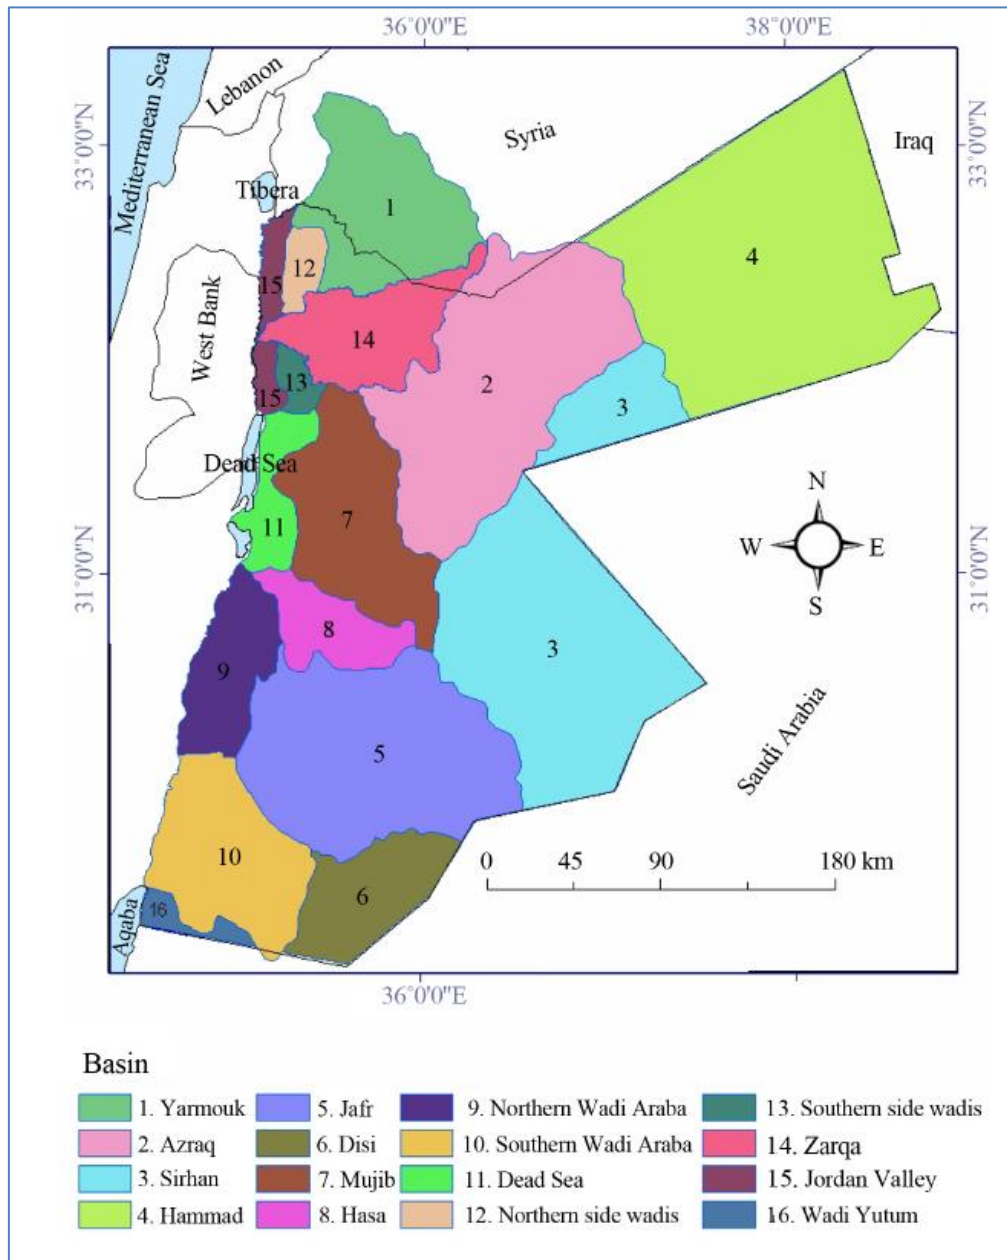 36°0'0"E 38°0'0"E
33°0'0"N 33°0'0"N
Mediterranean Sea
Lebanon
Syria
Iraq
Tibera
1
4
12
15
West Bank
14
2
13
15
3
Dead Sea
7
11
N
W E
S
31°0'0"N 31°0'0"N
8
3
9
Saudi Arabia
5
10
0 45 90 180 km
6
16
Aqaba
36°0'0"E
Basin
1. Yarmouk
2. Azraq
3. Sirhan
4. Hammad
5. Jafr
6. Disi
7. Mujib
8. Hasa
9. Northern Wadi Araba
10. Southern Wadi Araba
11. Dead Sea
12. Northern side wadis
13. Southern side wadis
14. Zarqa
15. Jordan Valley
16. Wadi Yutum